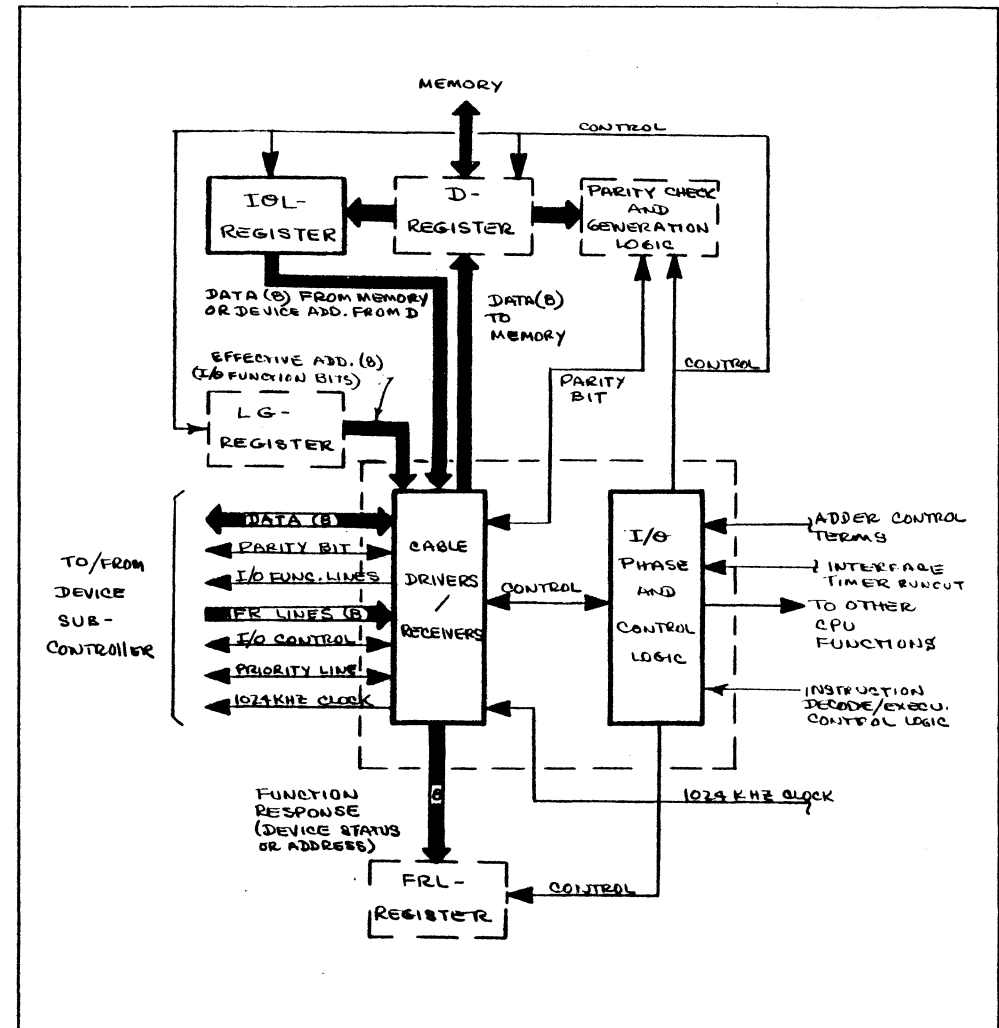 MEMORY
CONTROL
IOL-
REGISTER
D-
REGISTER
PARITY CHECK
AND
GENERATION
LOGIC
DATA (8) FROM MEMORY
OR DEVICE ADD. FROM D
DATA(8)
TO
MEMORY
EFFECTIVE ADD. (8)
(I/O FUNCTION BITS)
PARITY
BIT
CONTROL
LG-
REGISTER
TO/FROM
DEVICE
SUB-
CONTROLLER
DATA (8)
PARITY BIT
I/O FUNC. LINES
FR LINES (8)
I/O CONTROL
PRIORITY LINE
1024 KHZ CLOCK
CABLE
DRIVERS
/
RECEIVERS
CONTROL
I/O
PHASE
AND
CONTROL
LOGIC
ADDER CONTROL
TERMS
INTERFACE
TIMER RUNOUT
TO OTHER
CPU
FUNCTIONS
INSTRUCTION
DECODE/EXECU.
CONTROL LOGIC
1024 KHZ CLOCK
FUNCTION
RESPONSE
(DEVICE STATUS
OR ADDRESS)
8
FRL-
REGISTER
CONTROL